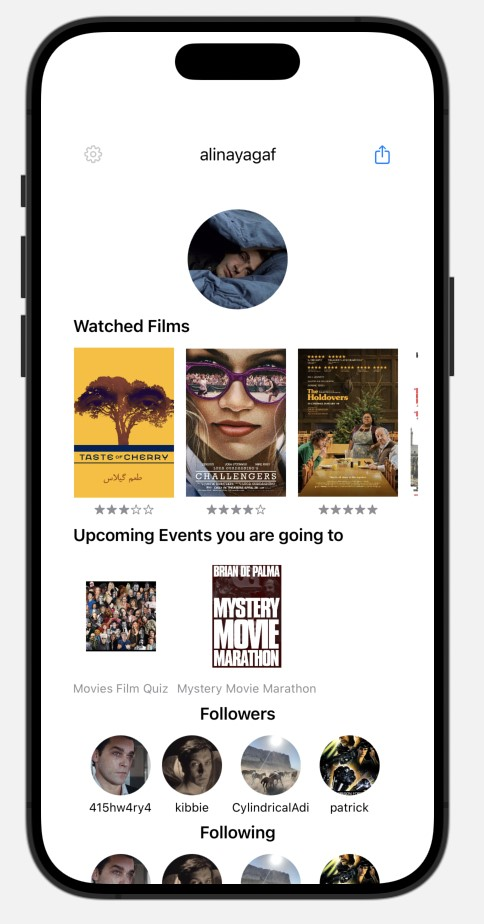 alinayagaf
Watched Films
TASTE OF CHERRY
طعم گیلاس
CHALLENGERS
The
Holdovers
Upcoming Events you are going to
BRIAN DE PALMA
MYSTERY
MOVIE
MARATHON
Movies Film Quiz
Mystery Movie Marathon
Followers
415hw4ry4
kibbie
CylindricalAdi
patrick
Following